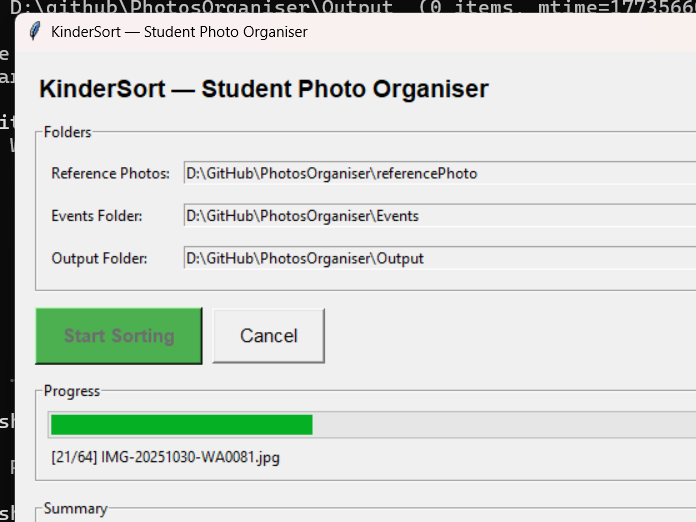 D:\github\PhotosOrganiser\Output (0 items, mtime=1773566
KinderSort — Student Photo Organiser
KinderSort — Student Photo Organiser
Folders
Reference Photos: D:\GitHub\PhotosOrganiser\referencePhoto
Events Folder: D:\GitHub\PhotosOrganiser\Events
Output Folder: D:\GitHub\PhotosOrganiser\Output
Start Sorting Cancel
Progress
[21/64] IMG-20251030-WA0081.jpg
Summary